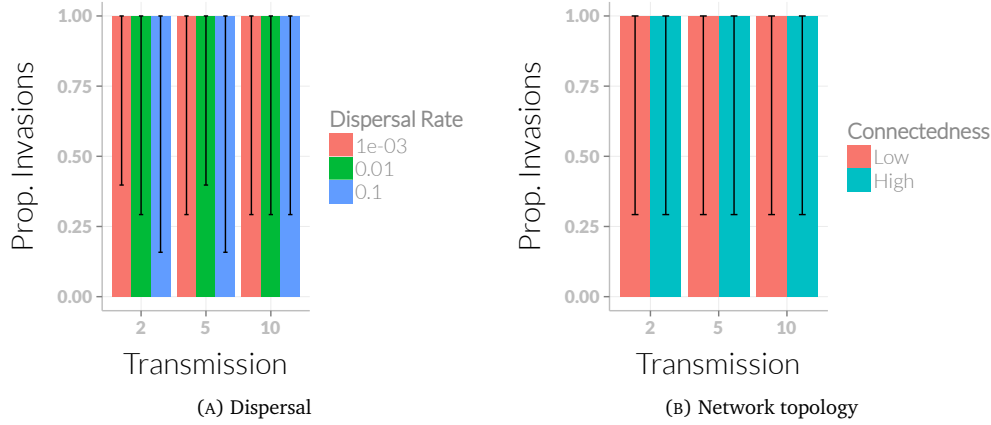 Prop. Invasions
1.00
0.75
0.50
0.25
0.00
2 5 10
Transmission
Dispersal Rate
1e-03
0.01
0.1
(A) Dispersal
Prop. Invasions
1.00
0.75
0.50
0.25
0.00
2 5 10
Transmission
Connectedness
Low
High
(B) Network topology